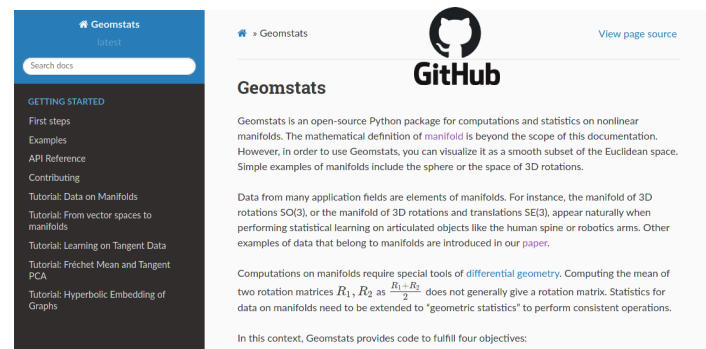 Geomstats
latest
Search docs
GETTING STARTED
First steps
Examples
API Reference
Contributing
Tutorial: Data on Manifolds
Tutorial: From vector spaces to
manifolds
Tutorial: Learning on Tangent Data
Tutorial: Fréchet Mean and Tangent
PCA
Tutorial: Hyperbolic Embedding of
Graphs
» Geomstats
View page source
GitHub
Geomstats
Geomstats is an open-source Python package for computations and statistics on nonlinear
manifolds. The mathematical definition of manifold is beyond the scope of this documentation.
However, in order to use Geomstats, you can visualize it as a smooth subset of the Euclidean space.
Simple examples of manifolds include the sphere or the space of 3D rotations.
Data from many application fields are elements of manifolds. For instance, the manifold of 3D
rotations SO(3), or the manifold of 3D rotations and translations SE(3), appear naturally when
performing statistical learning on articulated objects like the human spine or robotics arms. Other
examples of data that belong to manifolds are introduced in our paper.
Computations on manifolds require special tools of differential geometry. Computing the mean of
two rotation matrices R₁, R₂ as (R₁+R₂)/2 does not generally give a rotation matrix. Statistics for
data on manifolds need to be extended to “geometric statistics” to perform consistent operations.
In this context, Geomstats provides code to fulfill four objectives: